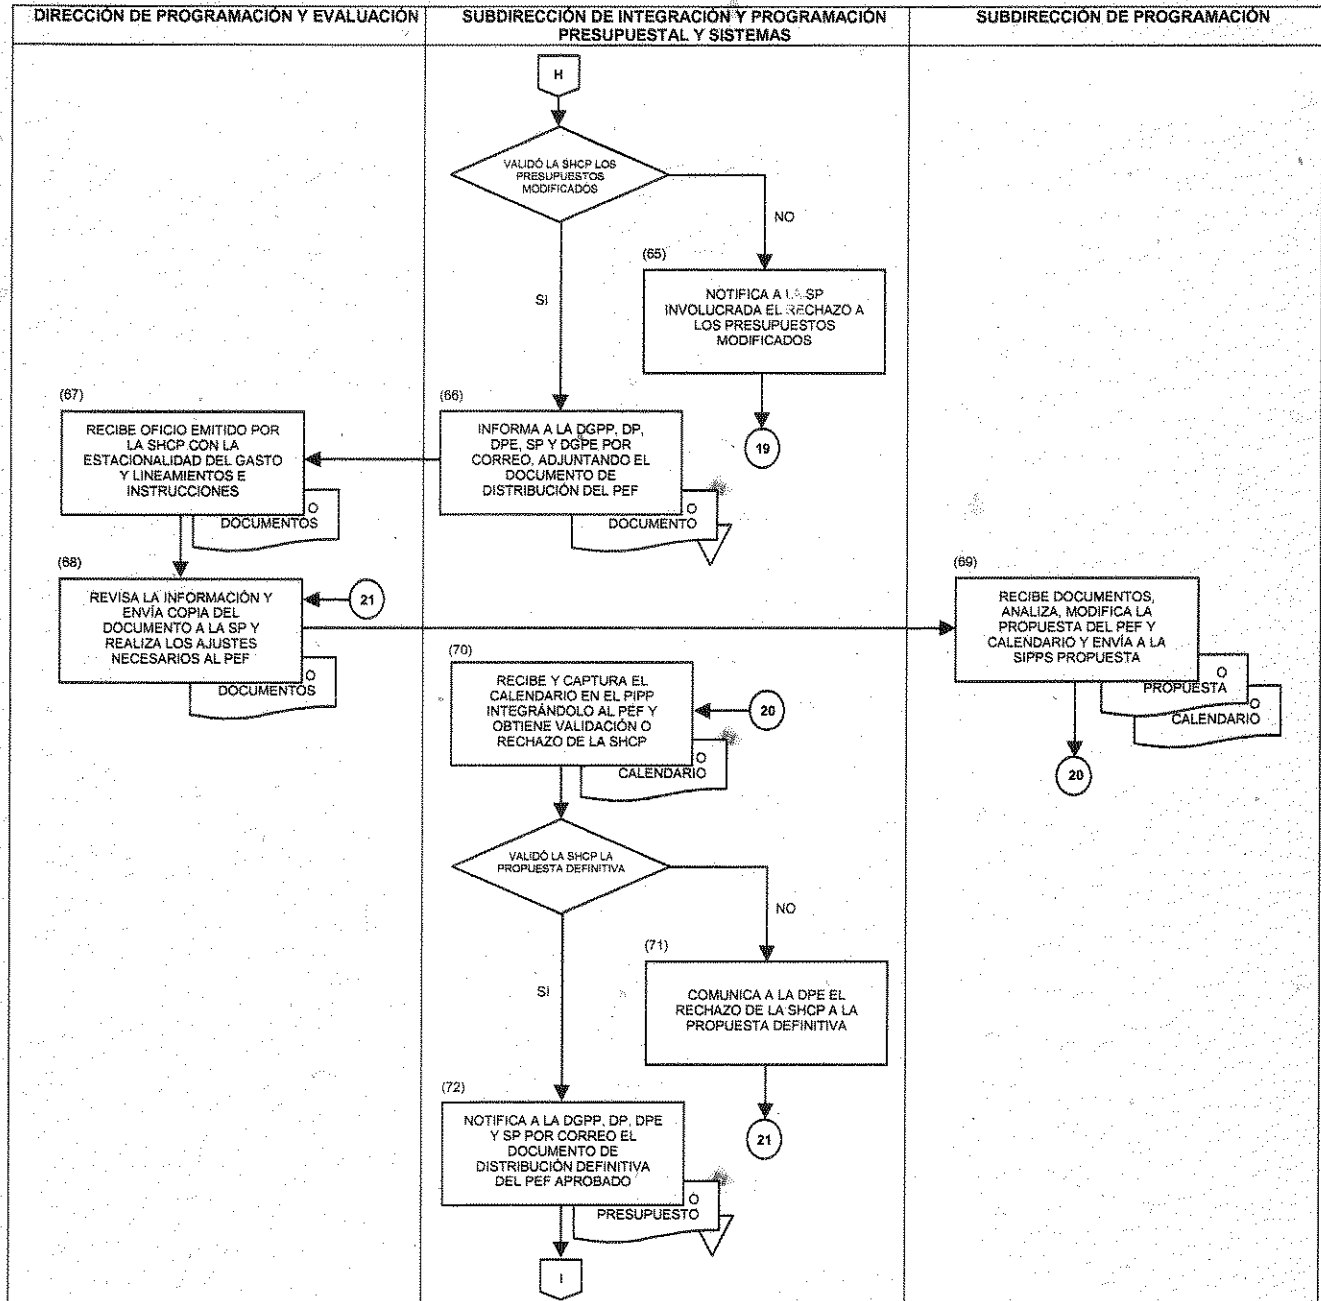 DIRECCIÓN DE PROGRAMACIÓN Y EVALUACIÓN
SUBDIRECCIÓN DE INTEGRACIÓN Y PROGRAMACIÓN
PRESUPUESTAL Y SISTEMAS
SUBDIRECCIÓN DE PROGRAMACIÓN
H
VALIDÓ LA SHCP LOS
PRESUPUESTOS
MODIFICADOS
NO
SI
(65)
NOTIFICA A LA SP
INVOLUCRADA EL RECHAZO A
LOS PRESUPUESTOS
MODIFICADOS
19
(66)
INFORMA A LA DGPP, DP,
DPE, SP Y DGPE POR
CORREO, ADJUNTANDO EL
DOCUMENTO DE
DISTRIBUCIÓN DEL PEF
O
DOCUMENTO
(67)
RECIBE OFICIO EMITIDO POR
LA SHCP CON LA
ESTACIONALIDAD DEL GASTO
Y LINEAMIENTOS E
INSTRUCCIONES
O
DOCUMENTOS
(68)
REVISA LA INFORMACIÓN Y
ENVÍA COPIA DEL
DOCUMENTO A LA SP Y
REALIZA LOS AJUSTES
NECESARIOS AL PEF
O
DOCUMENTOS
21
(69)
RECIBE DOCUMENTOS,
ANALIZA, MODIFICA LA
PROPUESTA DEL PEF Y
CALENDARIO Y ENVÍA A LA
SIPPS PROPUESTA
O
PROPUESTA
O
CALENDARIO
20
(70)
RECIBE Y CAPTURA EL
CALENDARIO EN EL PIPP
INTEGRÁNDOLO AL PEF Y
OBTIENE VALIDACIÓN O
RECHAZO DE LA SHCP
O
CALENDARIO
20
VALIDÓ LA SHCP LA
PROPUESTA DEFINITIVA
NO
SI
(71)
COMUNICA A LA DPE EL
RECHAZO DE LA SHCP A LA
PROPUESTA DEFINITIVA
21
(72)
NOTIFICA A LA DGPP, DP, DPE
Y SP POR CORREO EL
DOCUMENTO DE
DISTRIBUCIÓN DEFINITIVA
DEL PEF APROBADO
O
PRESUPUESTO
I